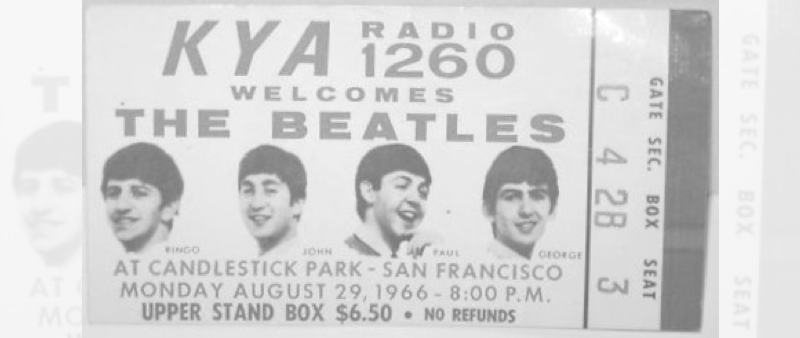 KYA RADIO 1260
WELCOMES
THE BEATLES
RINGO JOHN PAUL GEORGE
AT CANDLESTICK PARK - SAN FRANCISCO
MONDAY AUGUST 29, 1966 - 8:00 P.M.
UPPER STAND BOX $6.50 • NO REFUNDS
GATE SEC. BOX SEAT
C 4 28 3